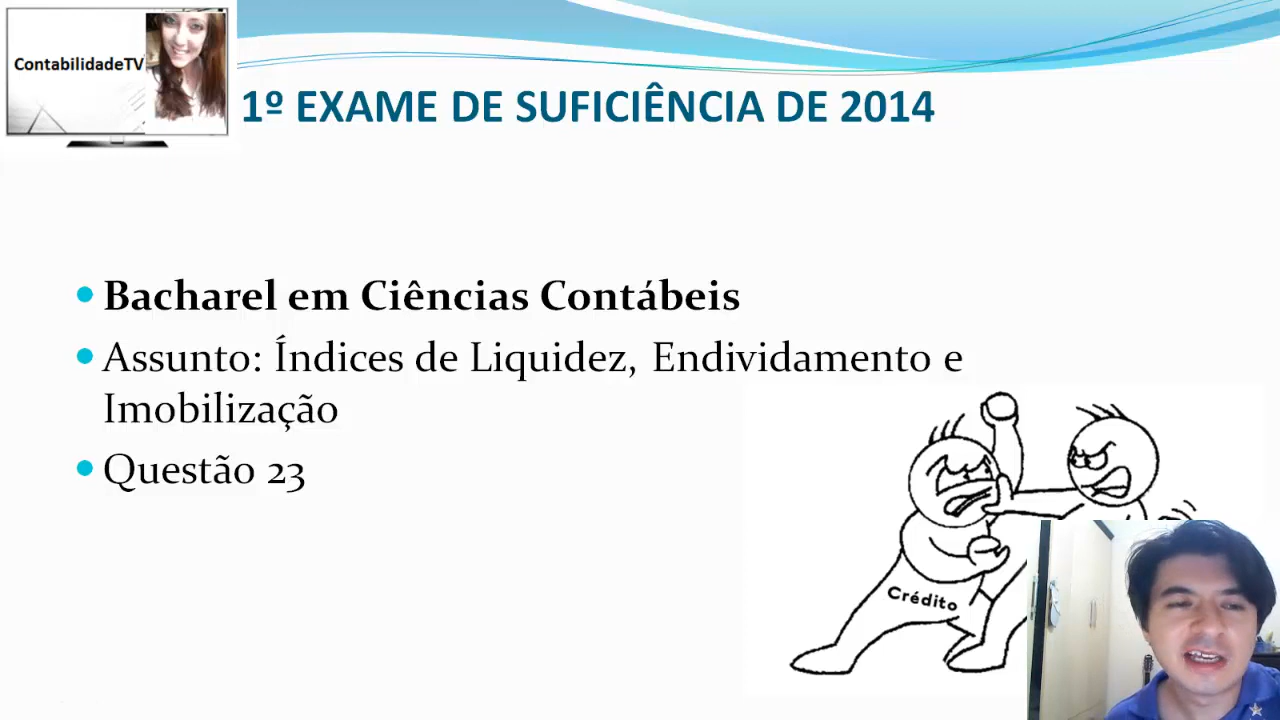 ContabilidadeTV
1º EXAME DE SUFICIÊNCIA DE 2014
Bacharel em Ciências Contábeis
Assunto: Índices de Liquidez, Endividamento e
Imobilização
Questão 23
Crédito